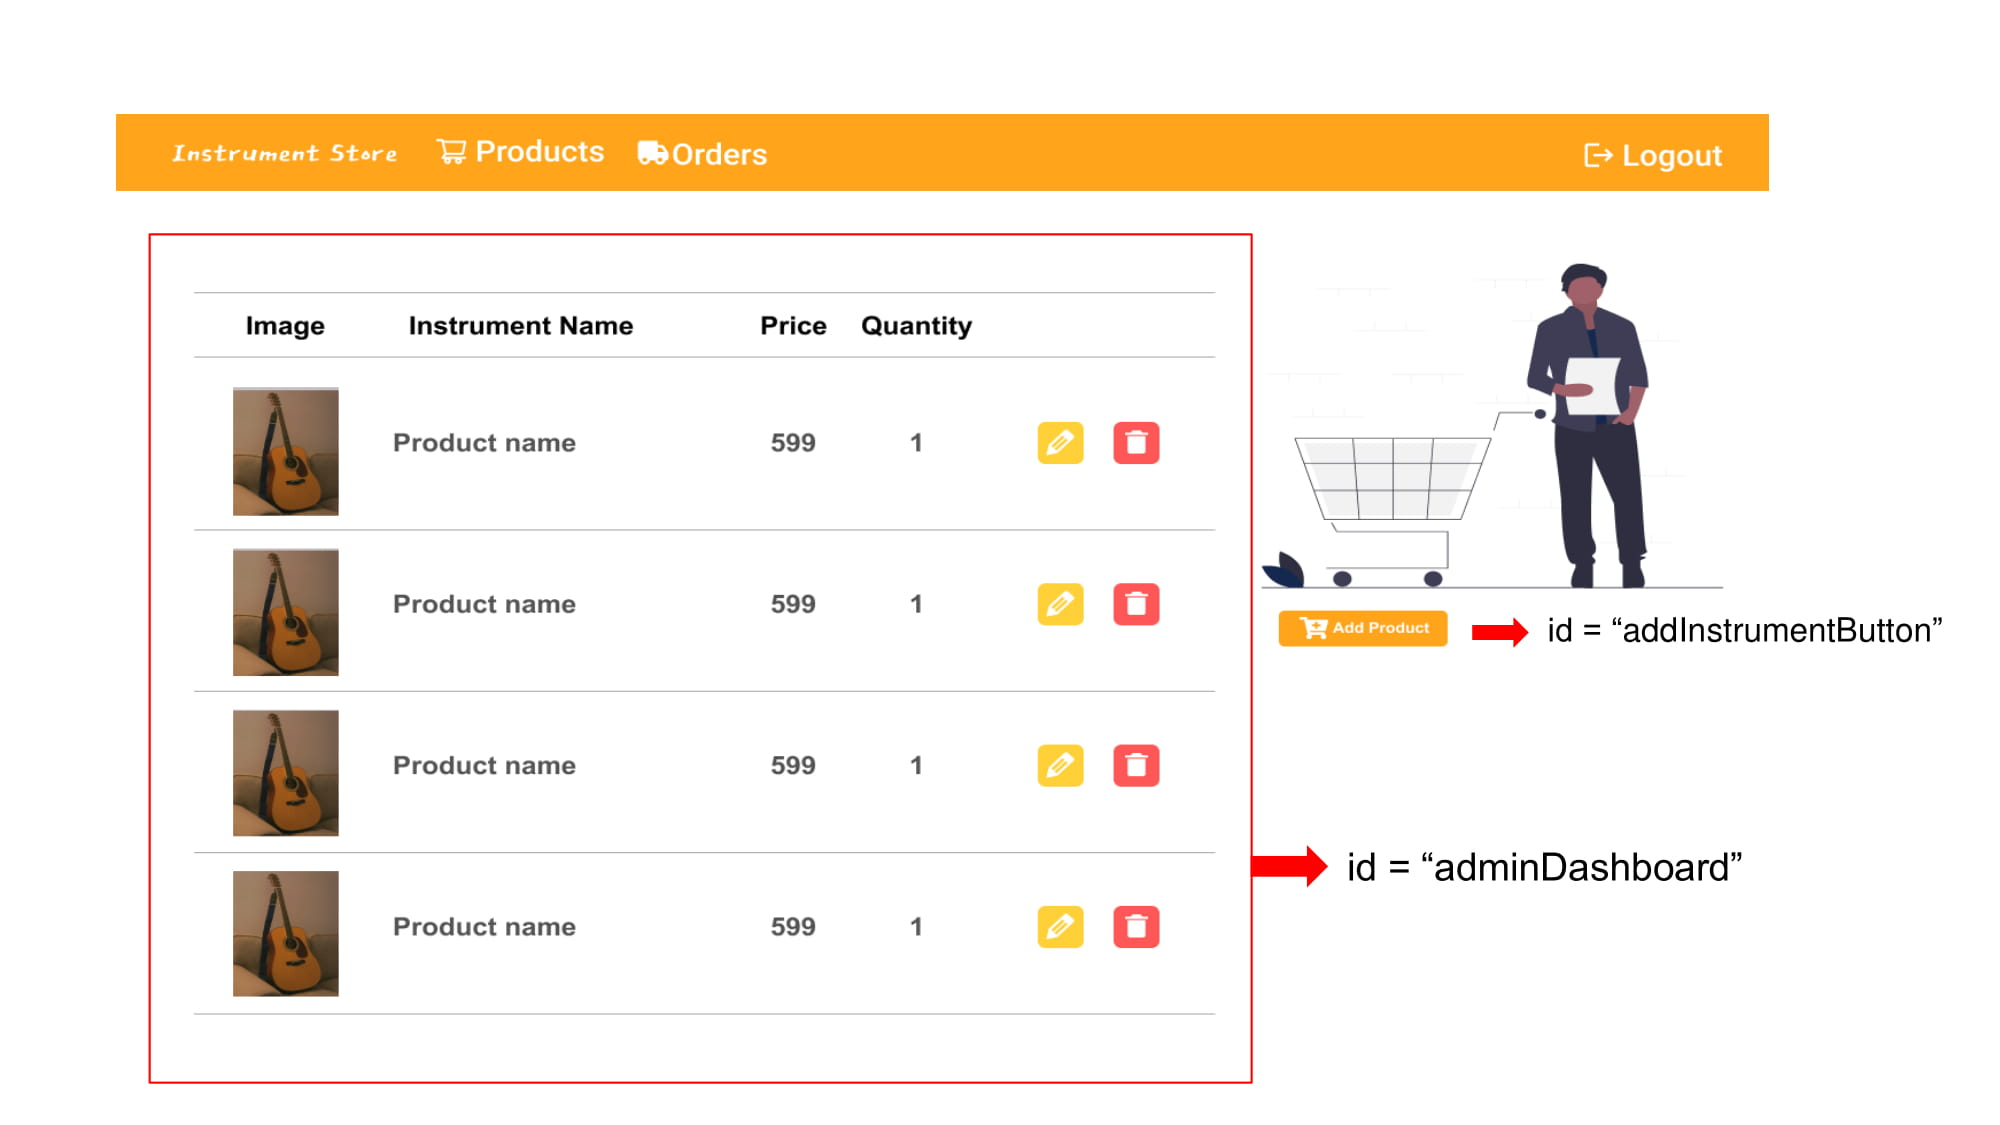 Instrument Store Products Orders Logout
Image Instrument Name Price Quantity
Product name 599 1
Product name 599 1
Add Product id = “addInstrumentButton”
Product name 599 1
id = “adminDashboard”
Product name 599 1